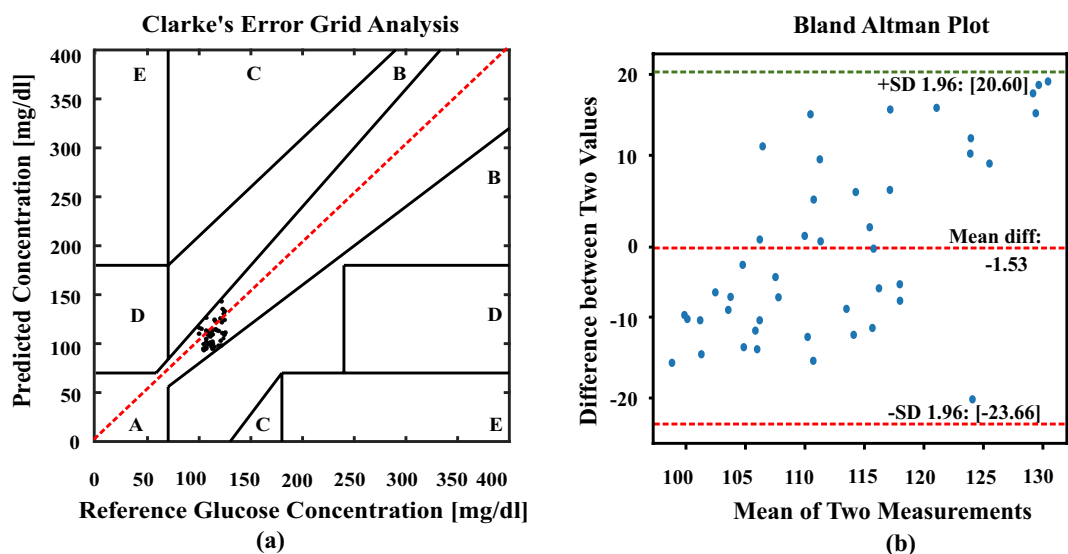 Clarke's Error Grid Analysis
Predicted Concentration [mg/dl]
400
350
300
250
200
150
100
50
0
E
C
B
B
D
D
A
C
E
0
50
100
150
200
250
300
350
400
Reference Glucose Concentration [mg/dl]
(a)
Bland Altman Plot
Difference between Two Values
20
10
0
-10
-20
+SD 1.96: [20.60]
Mean diff:
-1.53
-SD 1.96: [-23.66]
100
105
110
115
120
125
130
Mean of Two Measurements
(b)